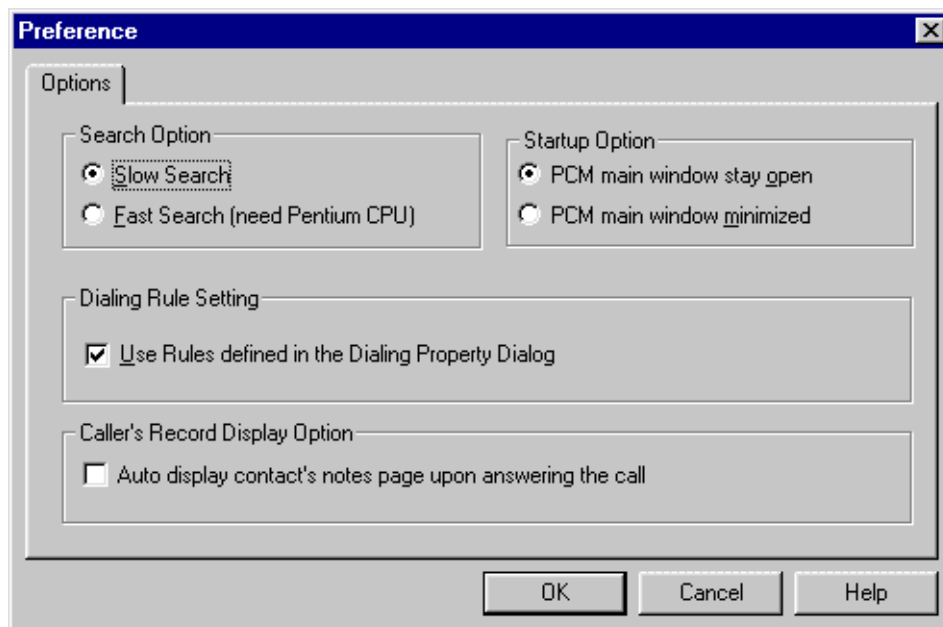 Preference
Options
Search Option
Slow Search
Fast Search (need Pentium CPU)
Startup Option
PCM main window stay open
PCM main window minimized
Dialing Rule Setting
Use Rules defined in the Dialing Property Dialog
Caller's Record Display Option
Auto display contact's notes page upon answering the call
OK
Cancel
Help